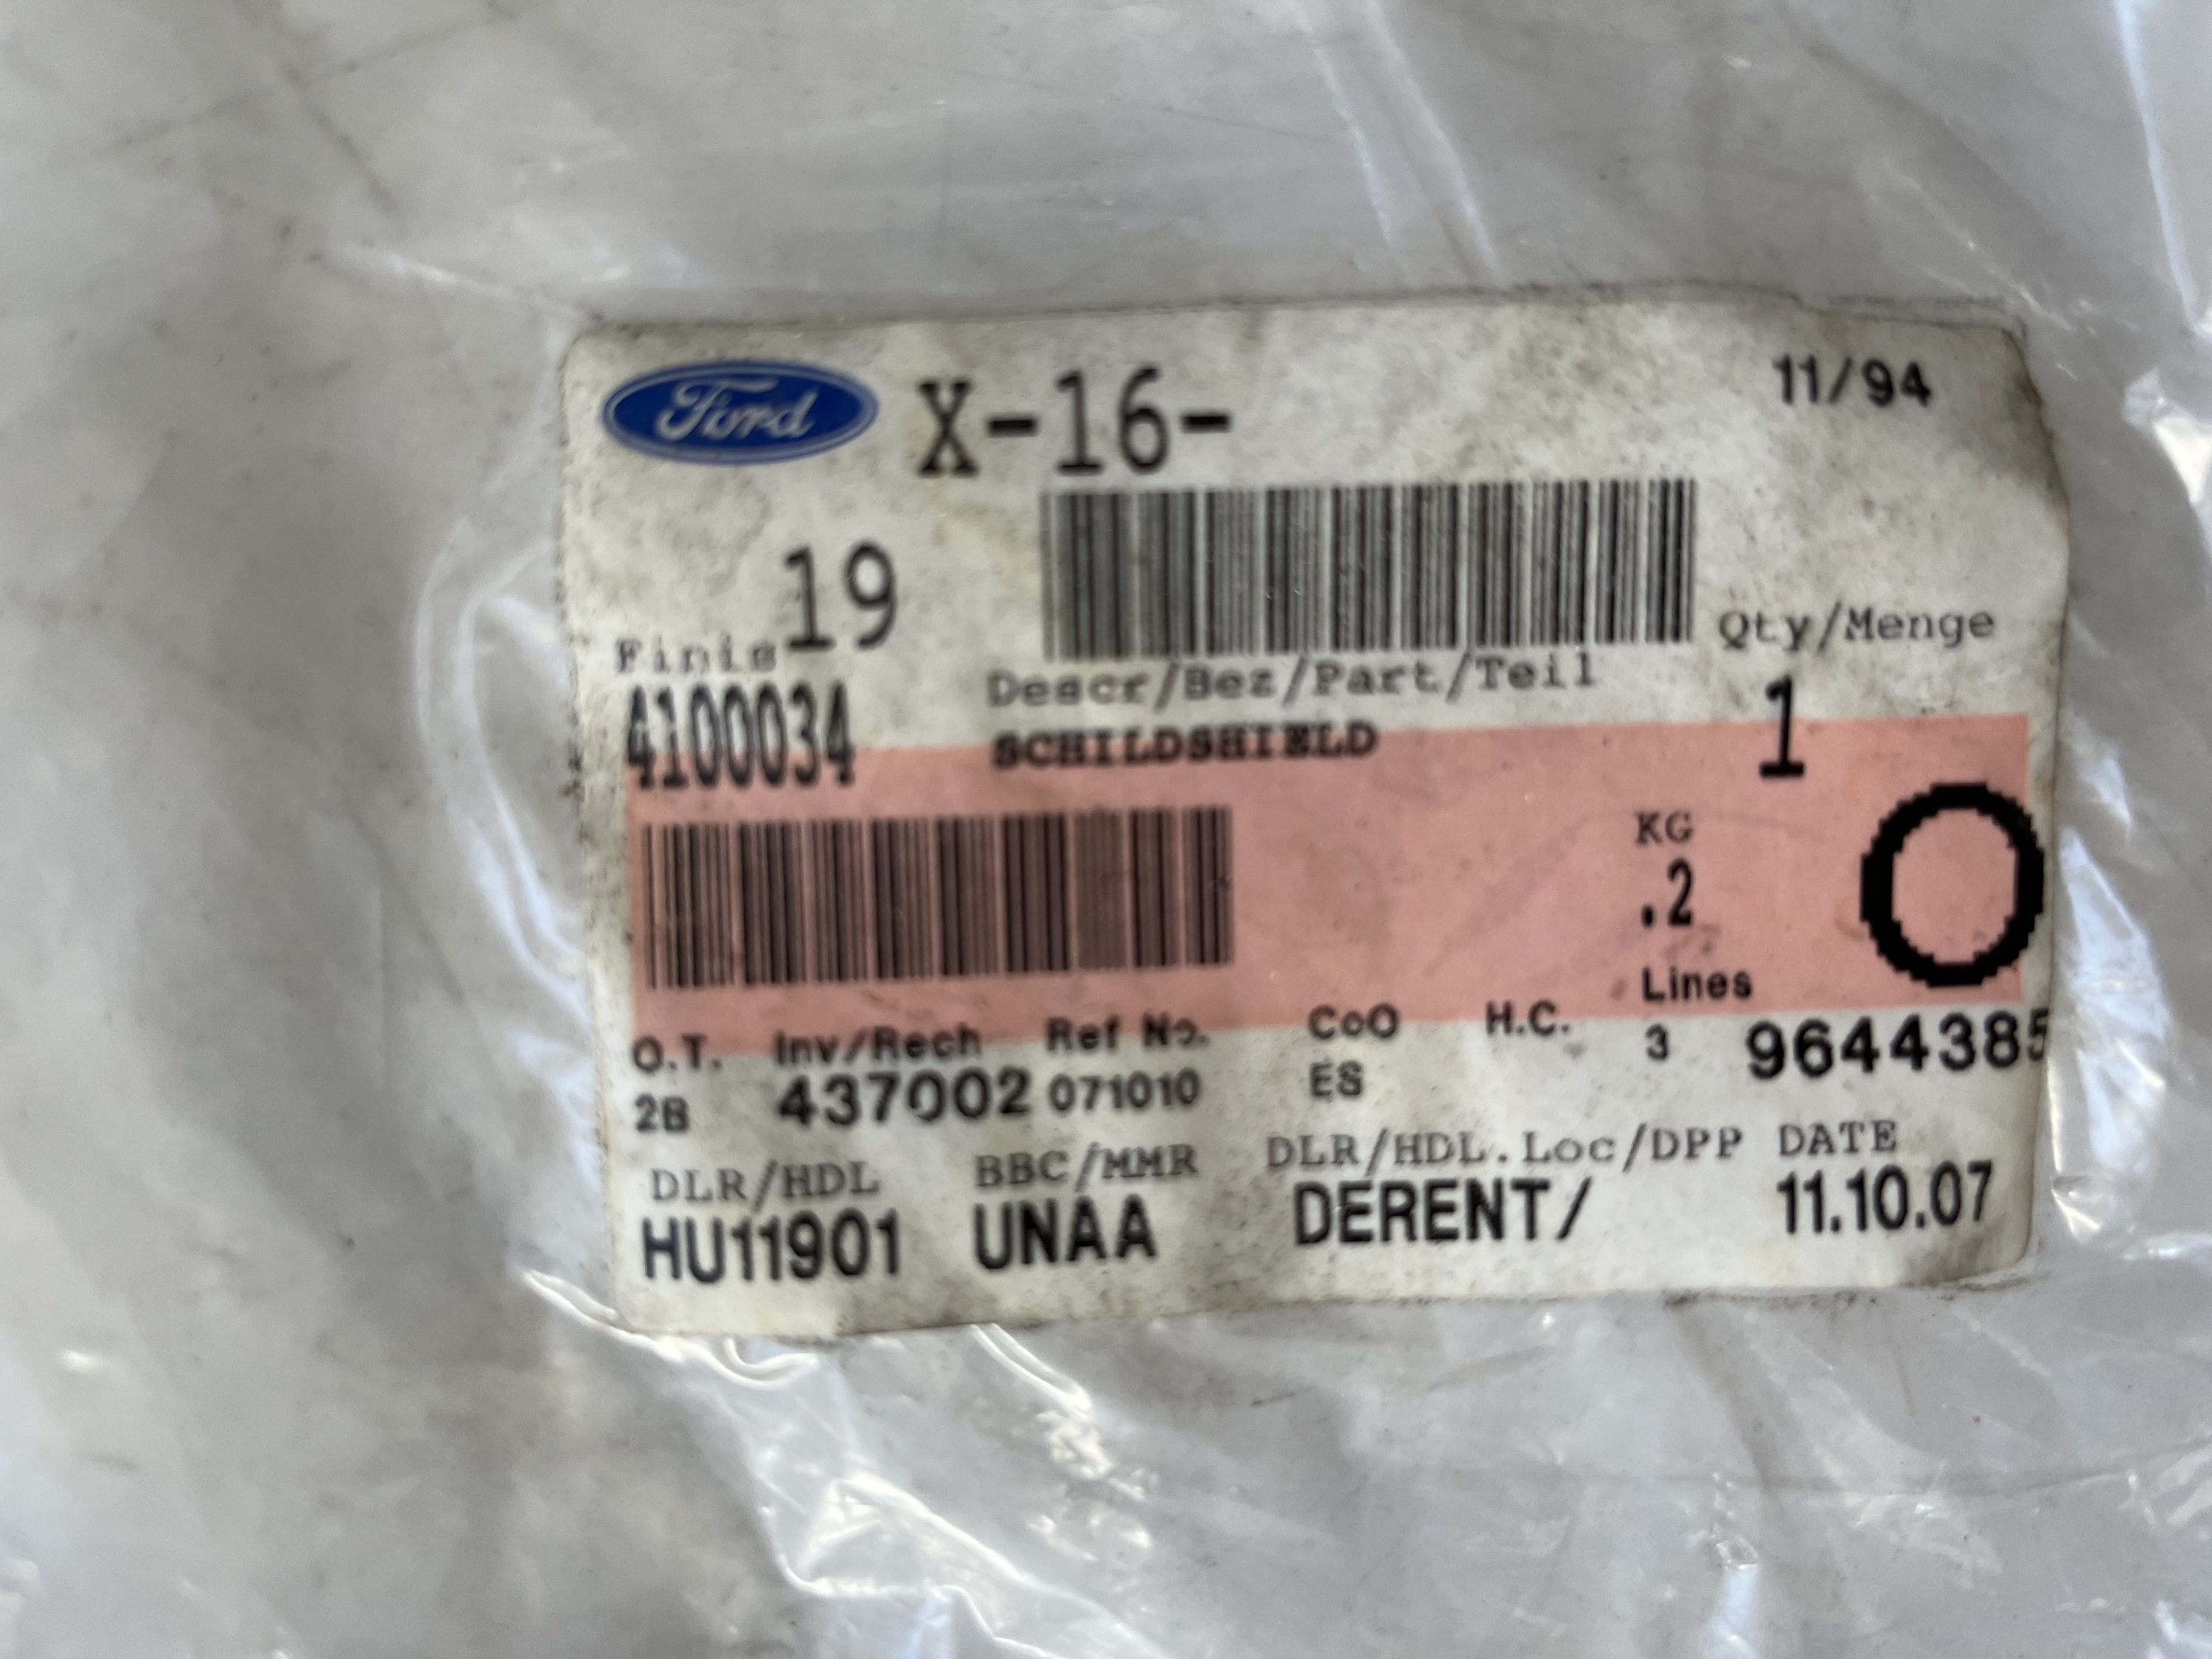 Ford X-16- 11/94
19
Finis Descr/Bez/Part/Teil Qty/Menge
4100034 SCHILDSHIELD 1
KG
.2 O
Lines
O.T. Inv/Rech Ref No. CoO H.C. 3 9644385
2B 437002 071010 ES
DLR/HDL BBC/MMR DLR/HDL.Loc/DPP DATE
HU11901 UNAA DERENT/ 11.10.07